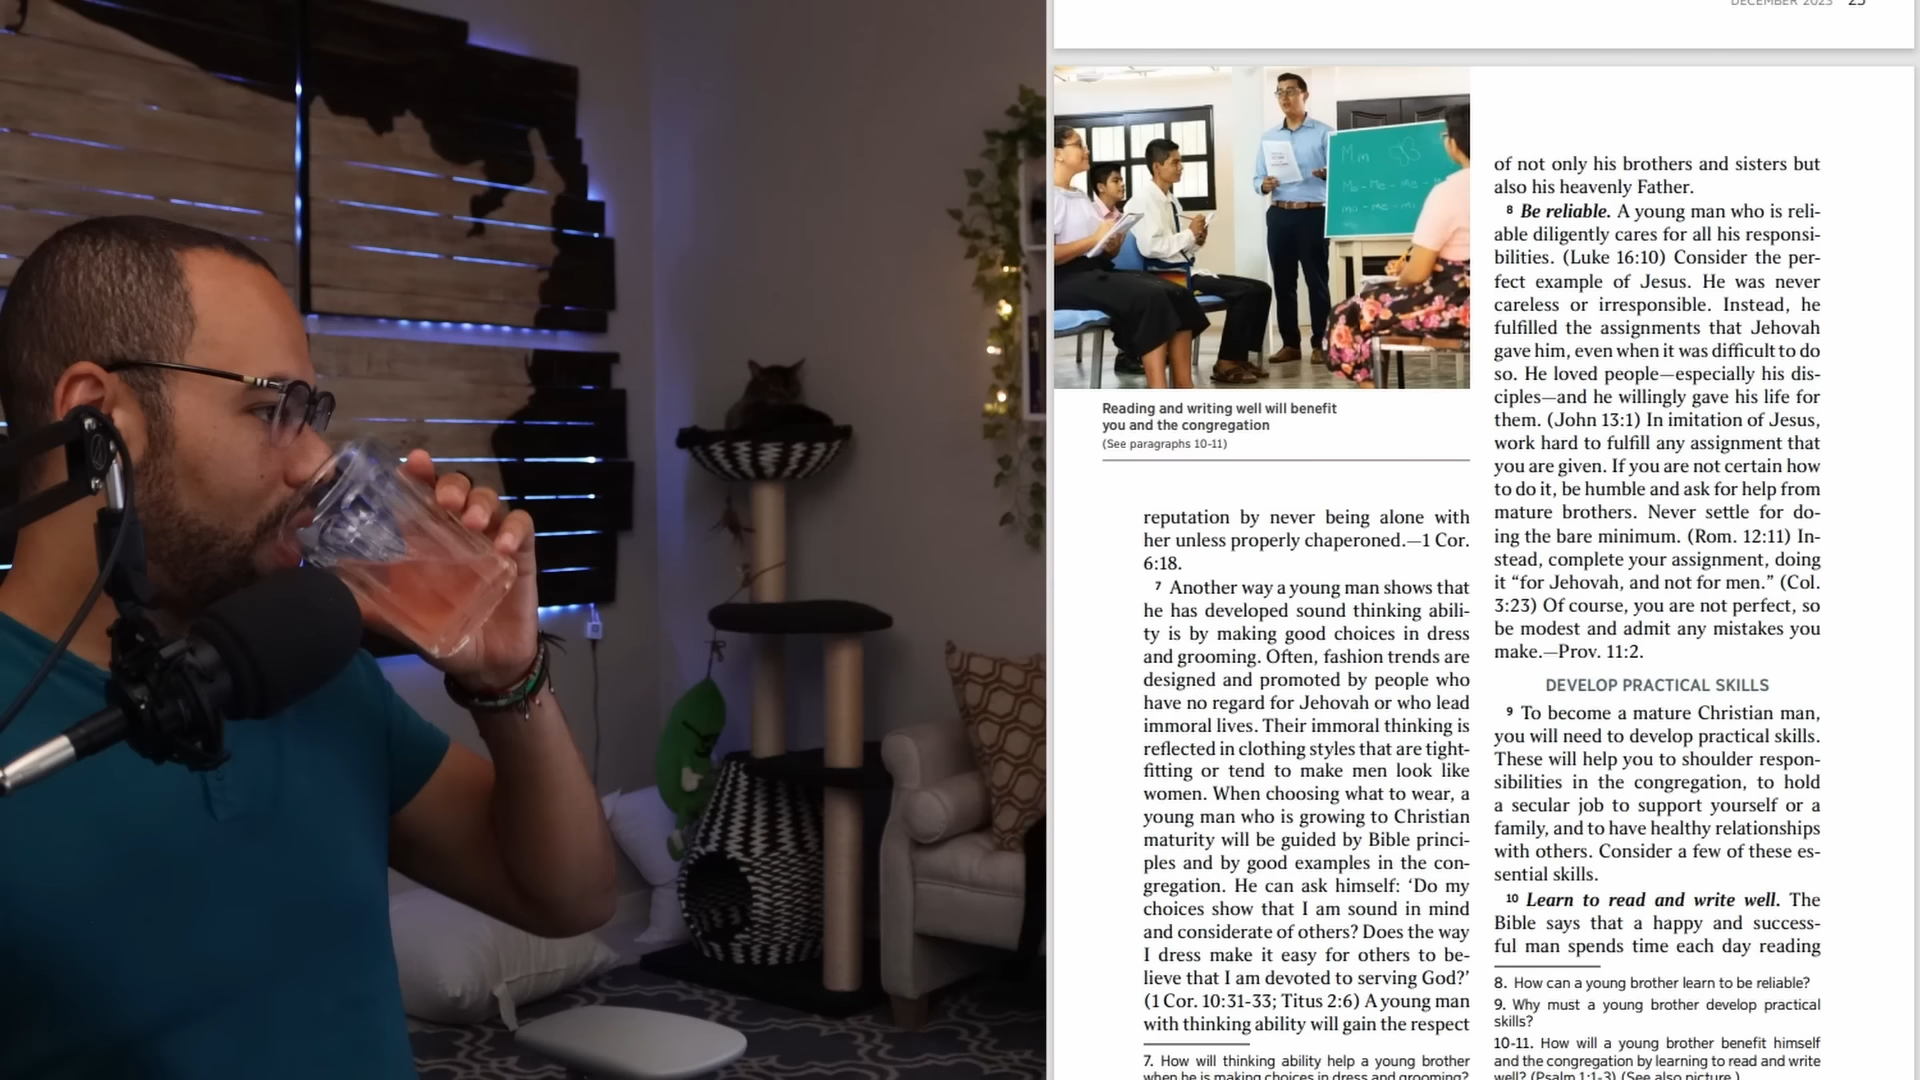 DECEMBER 2023 25
Mm
Reading and writing well will benefit
you and the congregation
(See paragraphs 10-11)
reputation by never being alone with
her unless properly chaperoned.—1 Cor.
6:18.
7 Another way a young man shows that
he has developed sound thinking abili-
ty is by making good choices in dress
and grooming. Often, fashion trends are
designed and promoted by people who
have no regard for Jehovah or who lead
immoral lives. Their immoral thinking is
reflected in clothing styles that are tight-
fitting or tend to make men look like
women. When choosing what to wear, a
young man who is growing to Christian
maturity will be guided by Bible princi-
ples and by good examples in the con-
gregation. He can ask himself: ‘Do my
choices show that I am sound in mind
and considerate of others? Does the way
I dress make it easy for others to be-
lieve that I am devoted to serving God?’
(1 Cor. 10:31-33; Titus 2:6) A young man
with thinking ability will gain the respect
7. How will thinking ability help a young brother
when he is making choices in dress and grooming?
of not only his brothers and sisters but
also his heavenly Father.
8 Be reliable. A young man who is reli-
able diligently cares for all his responsi-
bilities. (Luke 16:10) Consider the per-
fect example of Jesus. He was never
careless or irresponsible. Instead, he
fulfilled the assignments that Jehovah
gave him, even when it was difficult to do
so. He loved people—especially his dis-
ciples—and he willingly gave his life for
them. (John 13:1) In imitation of Jesus,
work hard to fulfill any assignment that
you are given. If you are not certain how
to do it, be humble and ask for help from
mature brothers. Never settle for do-
ing the bare minimum. (Rom. 12:11) In-
stead, complete your assignment, doing
it “for Jehovah, and not for men.” (Col.
3:23) Of course, you are not perfect, so
be modest and admit any mistakes you
make.—Prov. 11:2.
DEVELOP PRACTICAL SKILLS
9 To become a mature Christian man,
you will need to develop practical skills.
These will help you to shoulder respon-
sibilities in the congregation, to hold
a secular job to support yourself or a
family, and to have healthy relationships
with others. Consider a few of these es-
sential skills.
10 Learn to read and write well. The
Bible says that a happy and success-
ful man spends time each day reading
8. How can a young brother learn to be reliable?
9. Why must a young brother develop practical
skills?
10-11. How will a young brother benefit himself
and the congregation by learning to read and write
well? (Psalm 1:1-3) (See also picture.)